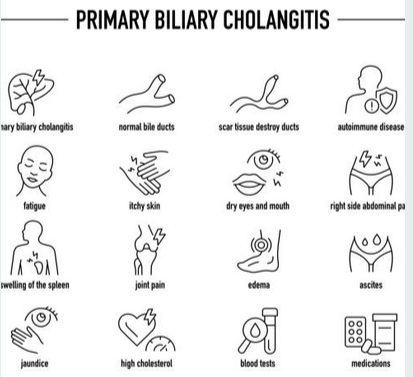 PRIMARY BILIARY CHOLANGITIS
biliary cholangitis
normal bile ducts
scar tissue destroy ducts
autoimmune disease
fatigue
itchy skin
dry eyes and mouth
right side abdominal
swelling of the spleen
joint pain
edema
ascites
jaundice
high cholesterol
blood tests
medications